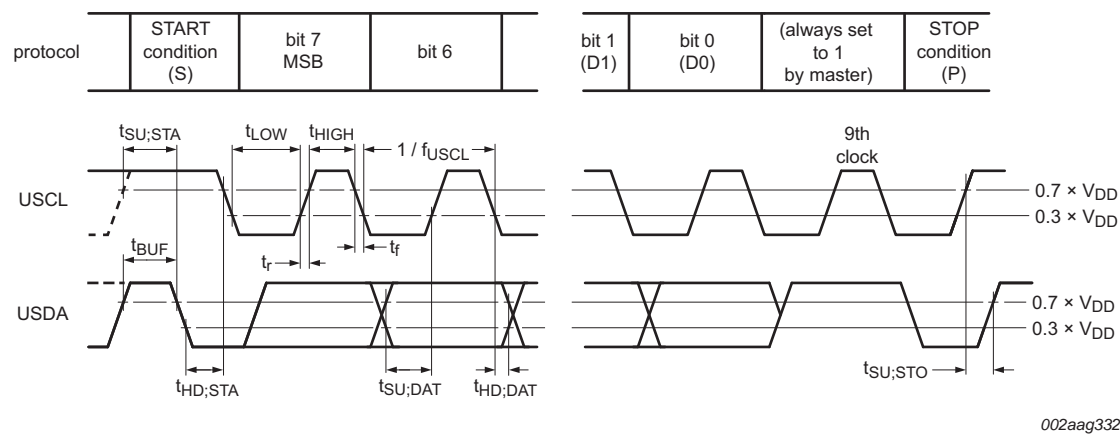 protocol
START
condition
(S)
bit 7
MSB
bit 6
bit 1
(D1)
bit 0
(D0)
(always set
to 1
by master)
STOP
condition
(P)
tSU;STA
tLOW
tHIGH
1 / fUSCL
9th
clock
USCL
0.7 × VDD
0.3 × VDD
tBUF
tr
tf
USDA
0.7 × VDD
0.3 × VDD
tHD;STA
tSU;DAT
tHD;DAT
tSU;STO
002aag332